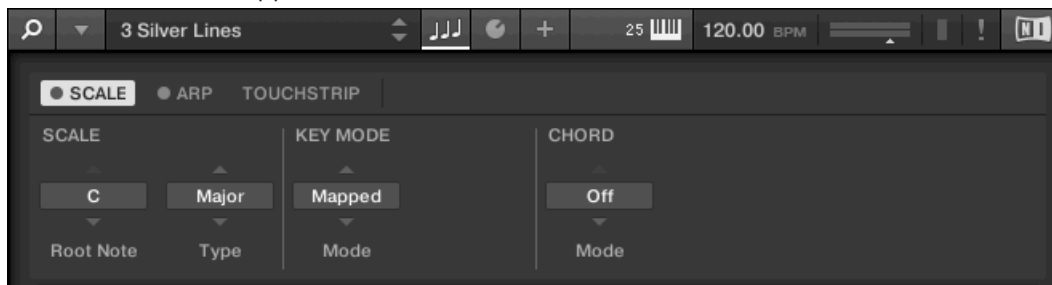 3 Silver Lines 25 120.00 BPM ! NI
SCALE ARP TOUCHSTRIP
SCALE KEY MODE CHORD
C Major Mapped Off
Root Note Type Mode Mode